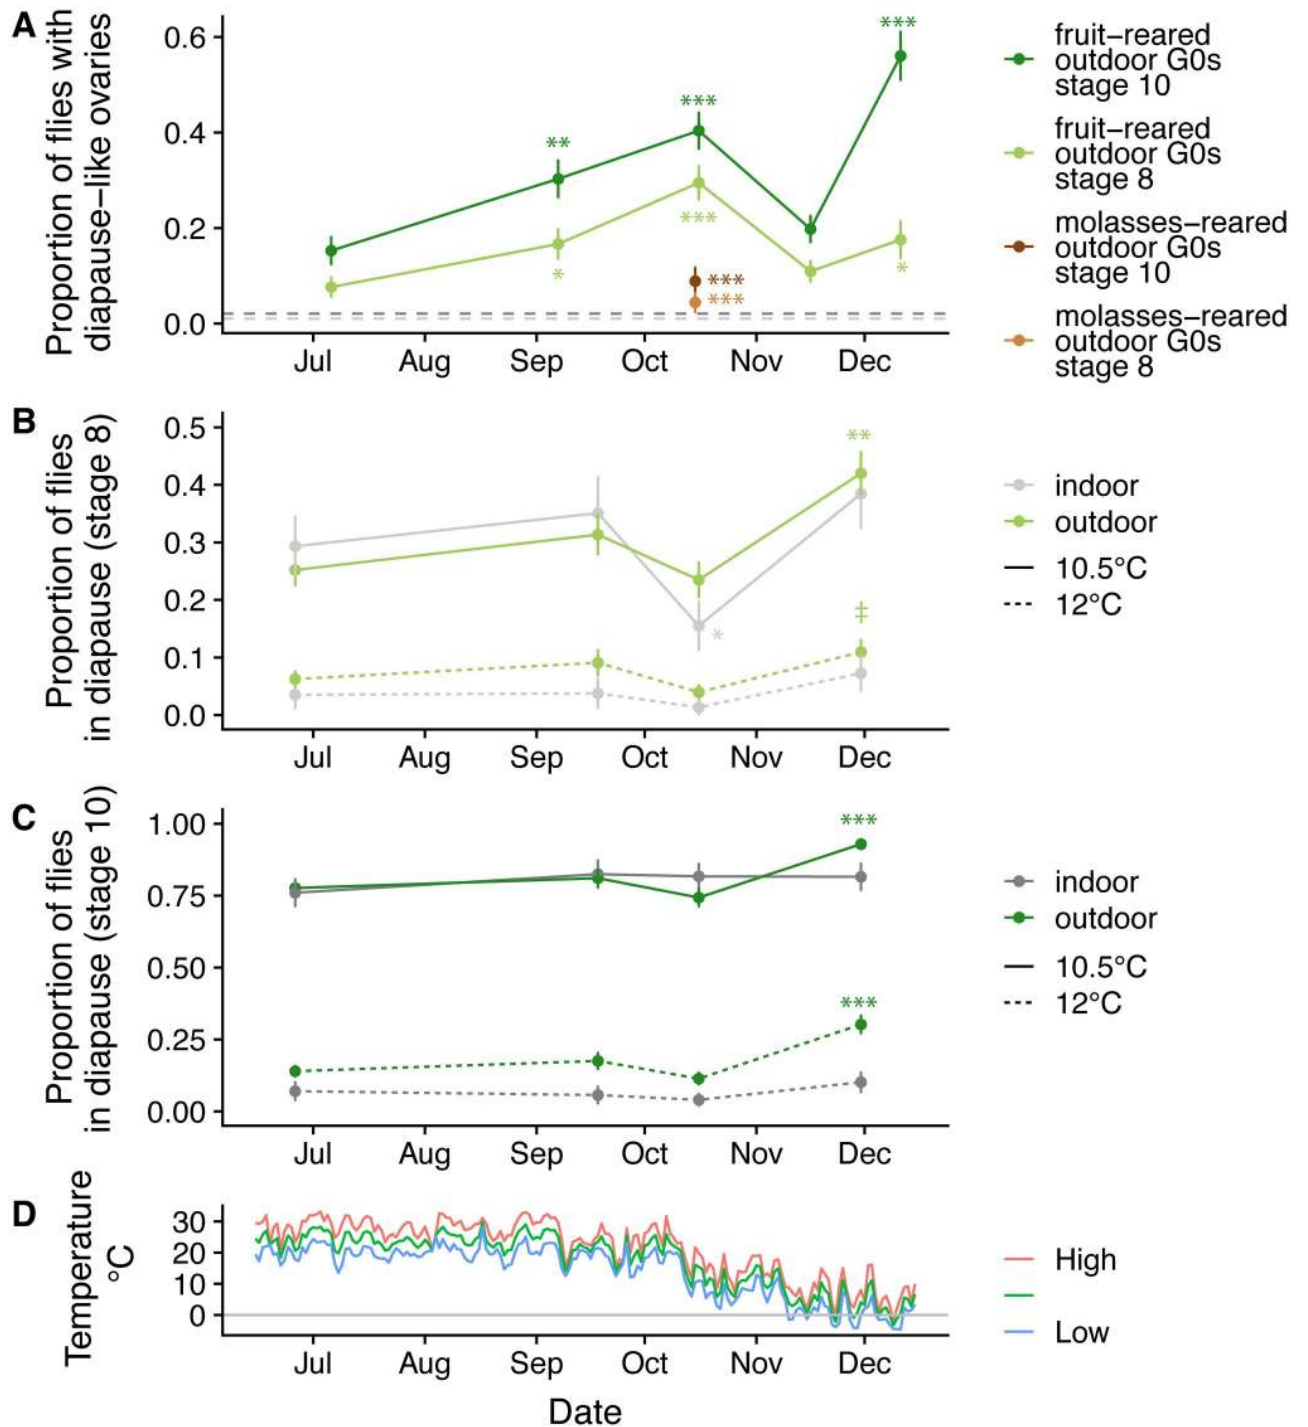 A
Proportion of flies with
diapause−like ovaries
0.6
0.4
0.2
0.0
***
***
**
***
*
*
***
***
Jul Aug Sep Oct Nov Dec
fruit−reared
outdoor G0s
stage 10
fruit−reared
outdoor G0s
stage 8
molasses−reared
outdoor G0s
stage 10
molasses−reared
outdoor G0s
stage 8
B
Proportion of flies
in diapause (stage 8)
0.5
0.4
0.3
0.2
0.1
0.0
**
‡
*
Jul Aug Sep Oct Nov Dec
indoor
outdoor
10.5°C
12°C
C
Proportion of flies
in diapause (stage 10)
1.00
0.75
0.50
0.25
0.00
***
***
Jul Aug Sep Oct Nov Dec
indoor
outdoor
10.5°C
12°C
D
Temperature
°C
30
20
10
0
Jul Aug Sep Oct Nov Dec
Date
High
Low